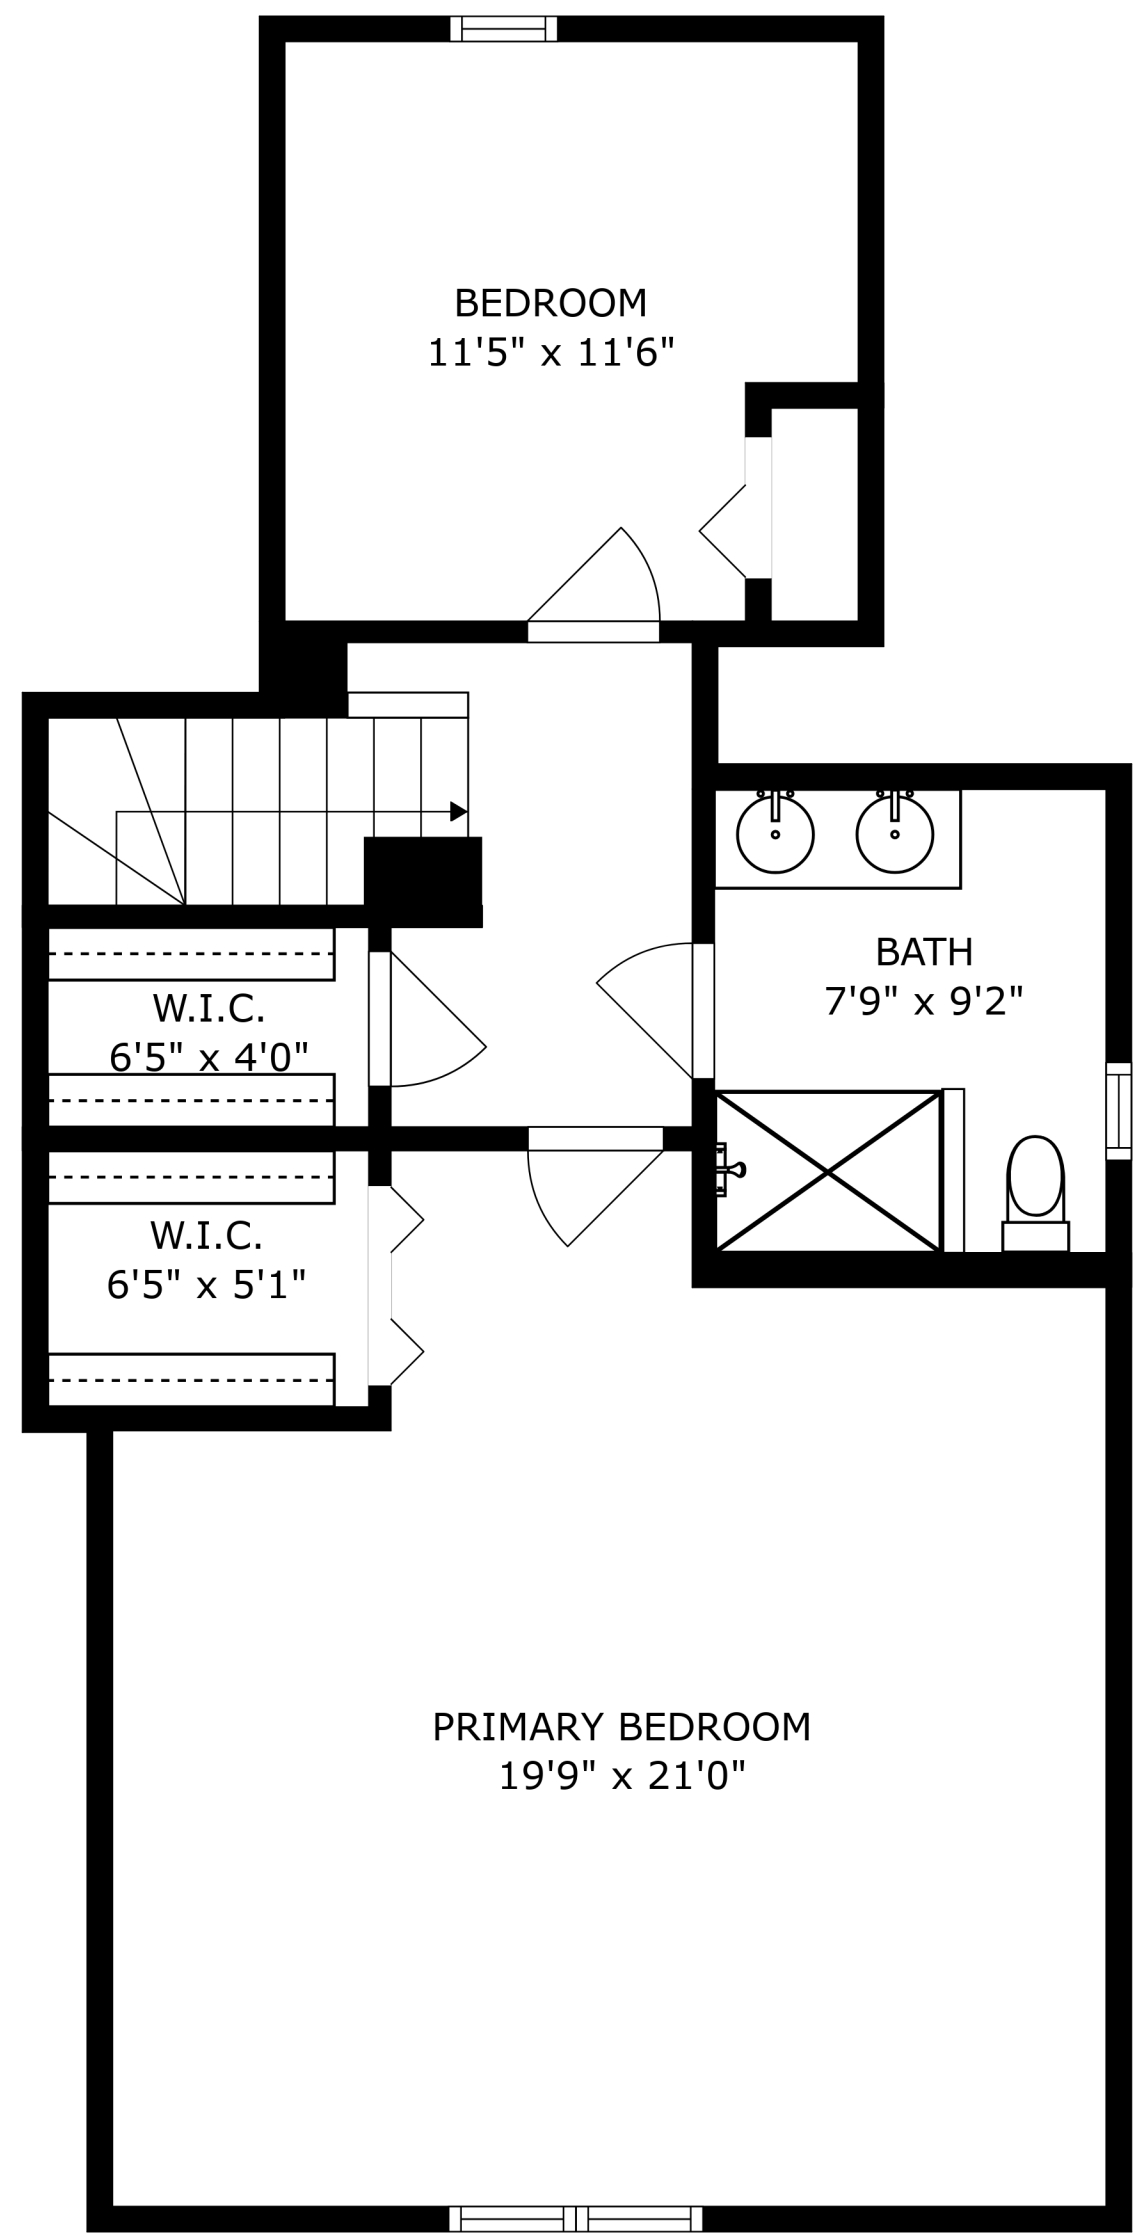 BEDROOM
11'5" x 11'6"
BATH
7'9" x 9'2"
W.I.C.
6'5" x 4'0"
W.I.C.
6'5" x 5'1"
PRIMARY BEDROOM
19'9" x 21'0"